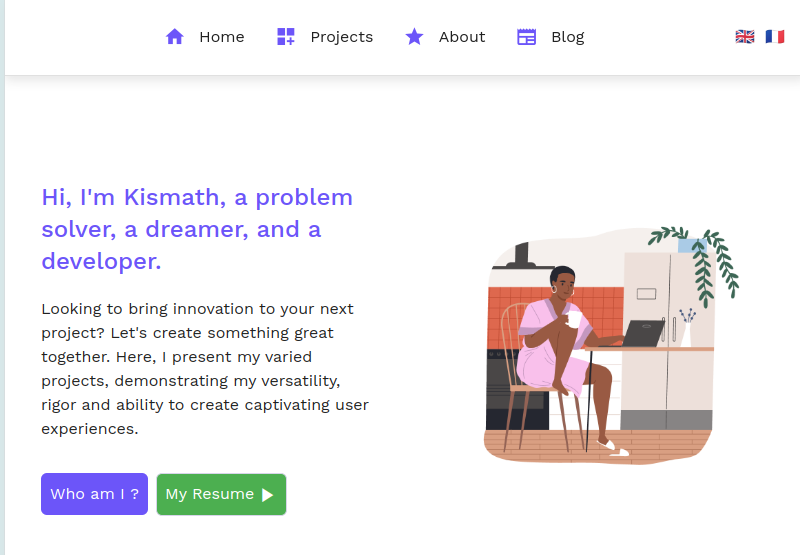 Home Projects About Blog
Hi, I'm Kismath, a problem
solver, a dreamer, and a
developer.
Looking to bring innovation to your next
project? Let's create something great
together. Here, I present my varied
projects, demonstrating my versatility,
rigor and ability to create captivating user
experiences.
Who am I ? My Resume